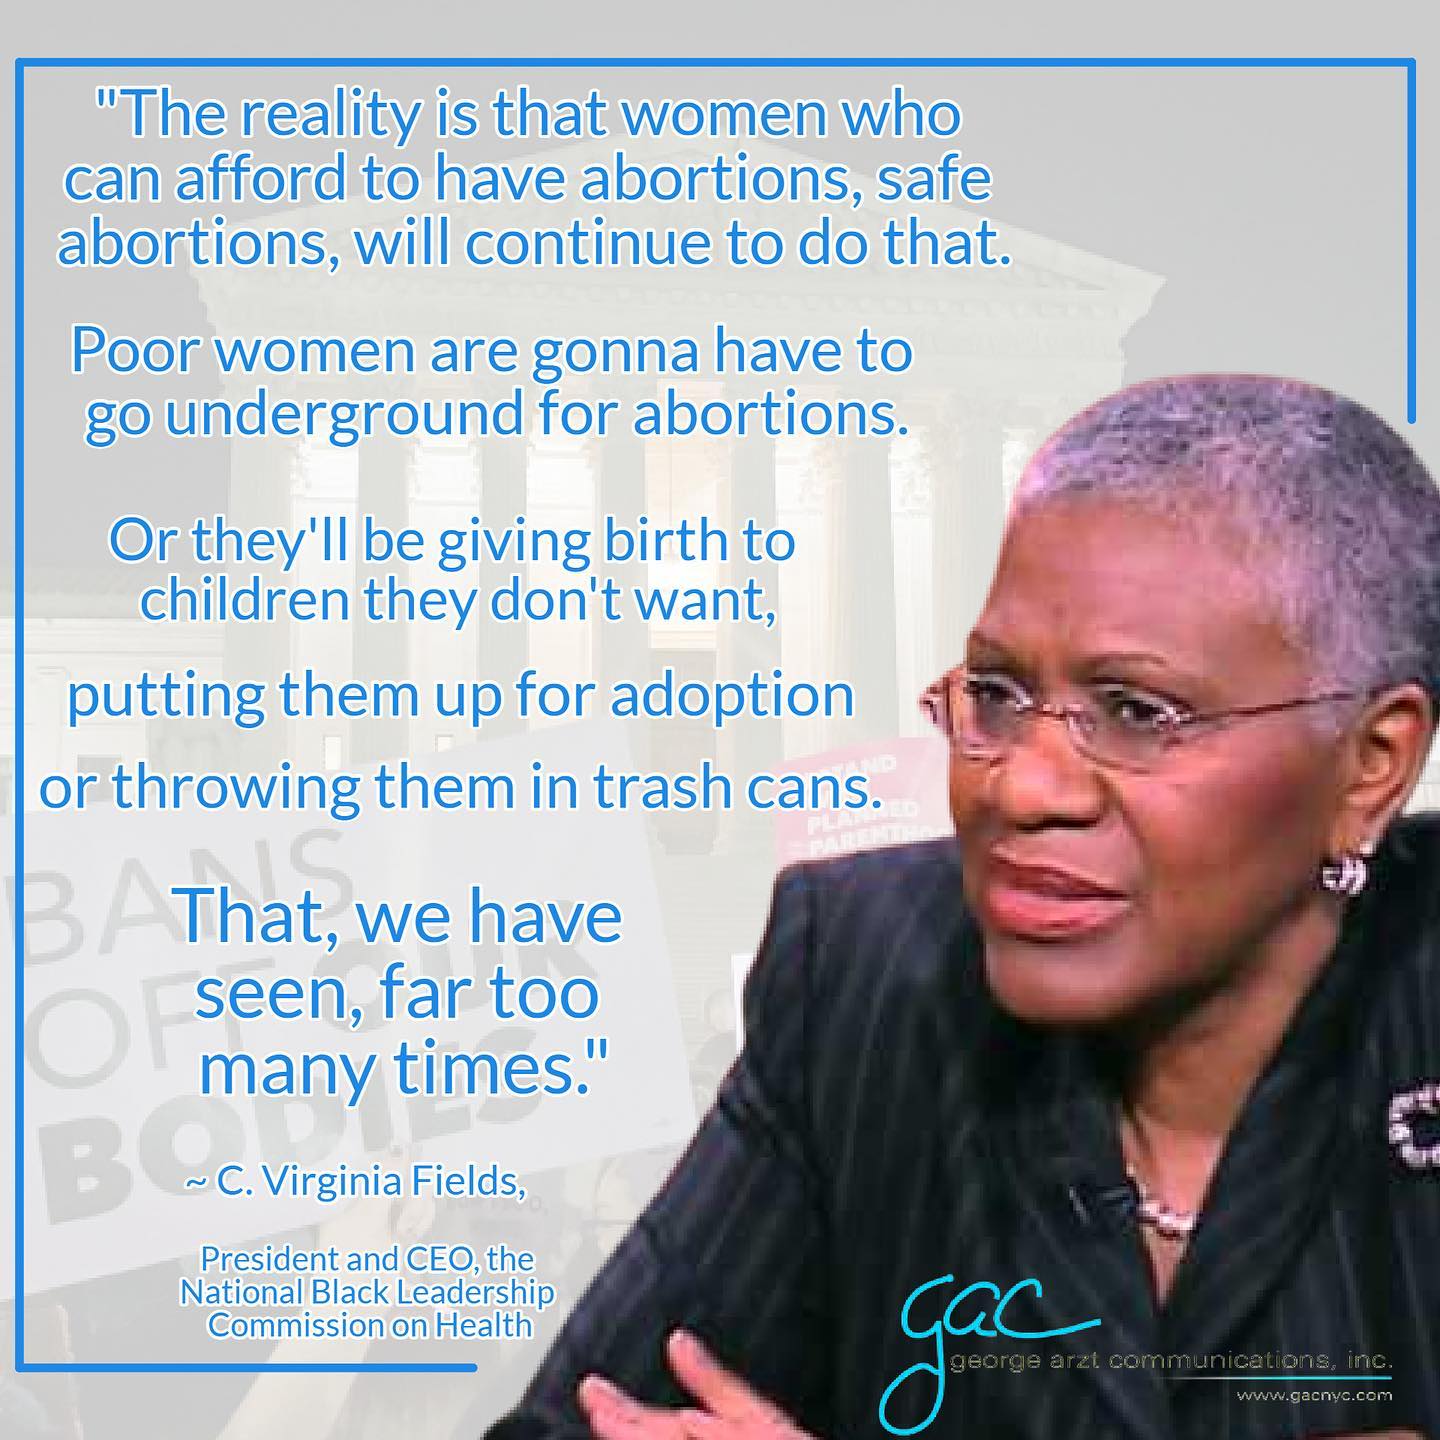 "The reality is that women who
can afford to have abortions, safe
abortions, will continue to do that.
Poor women are gonna have to
go underground for abortions.
Or they'll be giving birth to
children they don't want,
putting them up for adoption
or throwing them in trash cans.
That, we have
seen, far too
many times."
~ C. Virginia Fields,
President and CEO, the
National Black Leadership
Commission on Health
STAND
PLANNED
BANS
OFF OUR
BODIES
gac
george arzt communications, inc.
www.gacnyc.com